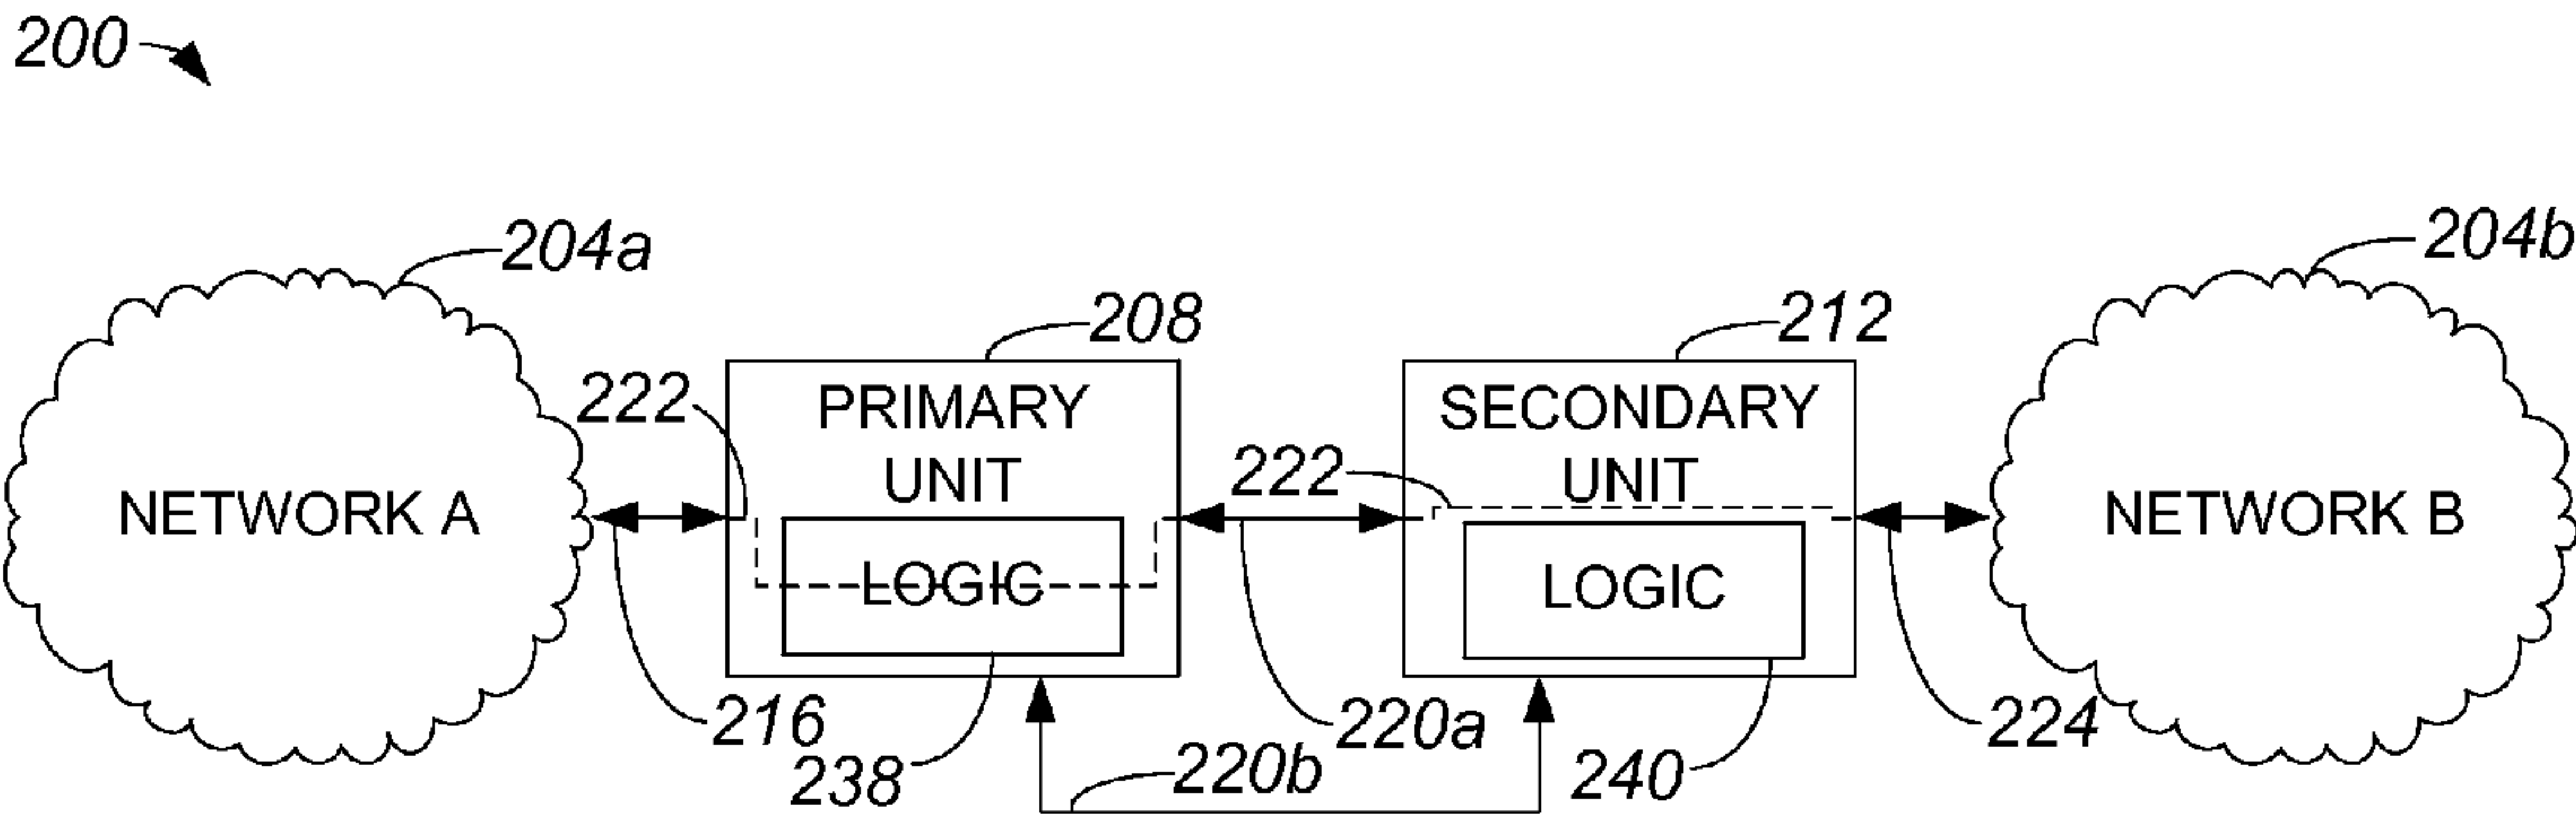 200
204a
204b
208
212
222
PRIMARY
UNIT
SECONDARY
UNIT
222
NETWORK A
LOGIC
LOGIC
NETWORK B
216
238
220a
220b
240
224